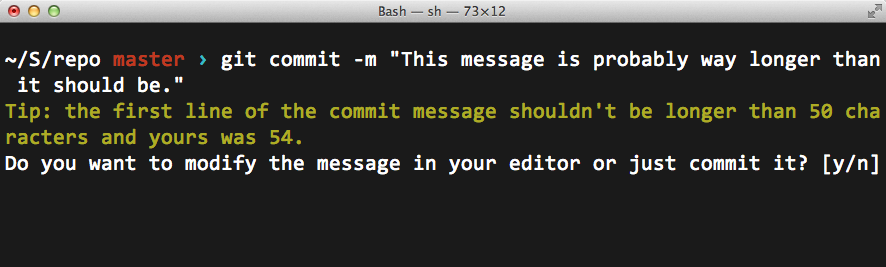 Bash — sh — 73×12
~/S/repo master › git commit -m "This message is probably way longer than
it should be."
Tip: the first line of the commit message shouldn't be longer than 50 cha
racters and yours was 54.
Do you want to modify the message in your editor or just commit it? [y/n]